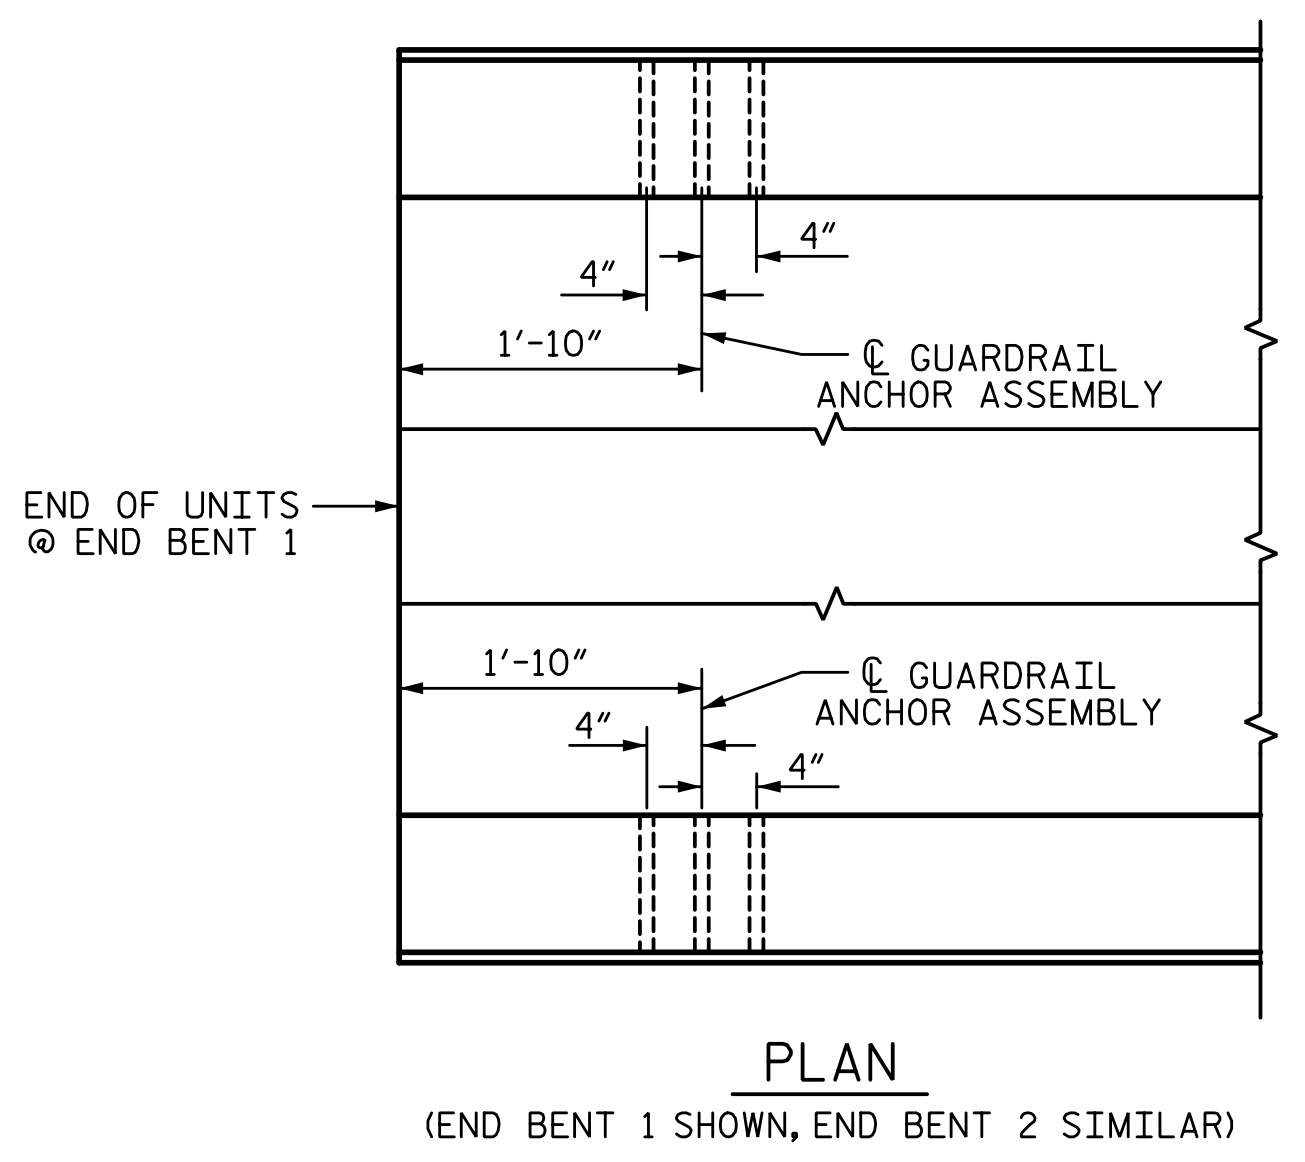 4"
4"
1'-10"
℄ GUARDRAIL
ANCHOR ASSEMBLY
END OF UNITS
@ END BENT 1
1'-10"
℄ GUARDRAIL
ANCHOR ASSEMBLY
4"
4"
PLAN
(END BENT 1 SHOWN, END BENT 2 SIMILAR)